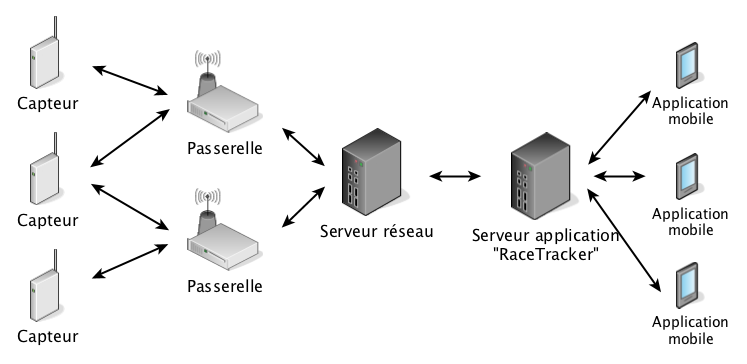 Capteur
Capteur
Capteur
Passerelle
Passerelle
Serveur réseau
Serveur application
"RaceTracker"
Application
mobile
Application
mobile
Application
mobile